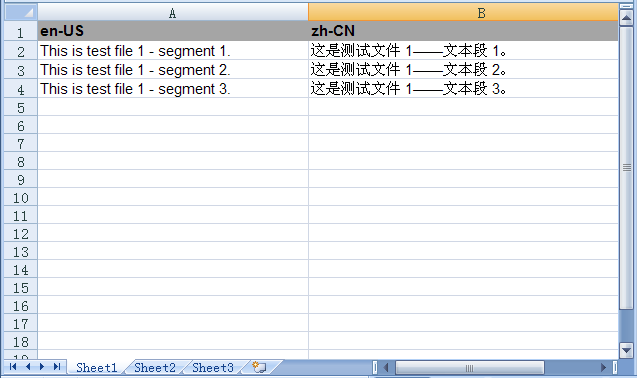 A B
1 en-US zh-CN
2 This is test file 1 - segment 1. 这是测试文件 1——文本段 1。
3 This is test file 1 - segment 2. 这是测试文件 1——文本段 2。
4 This is test file 1 - segment 3. 这是测试文件 1——文本段 3。
5
6
7
8
9
10
11
12
13
14
15
16
17
18
19
Sheet1 Sheet2 Sheet3